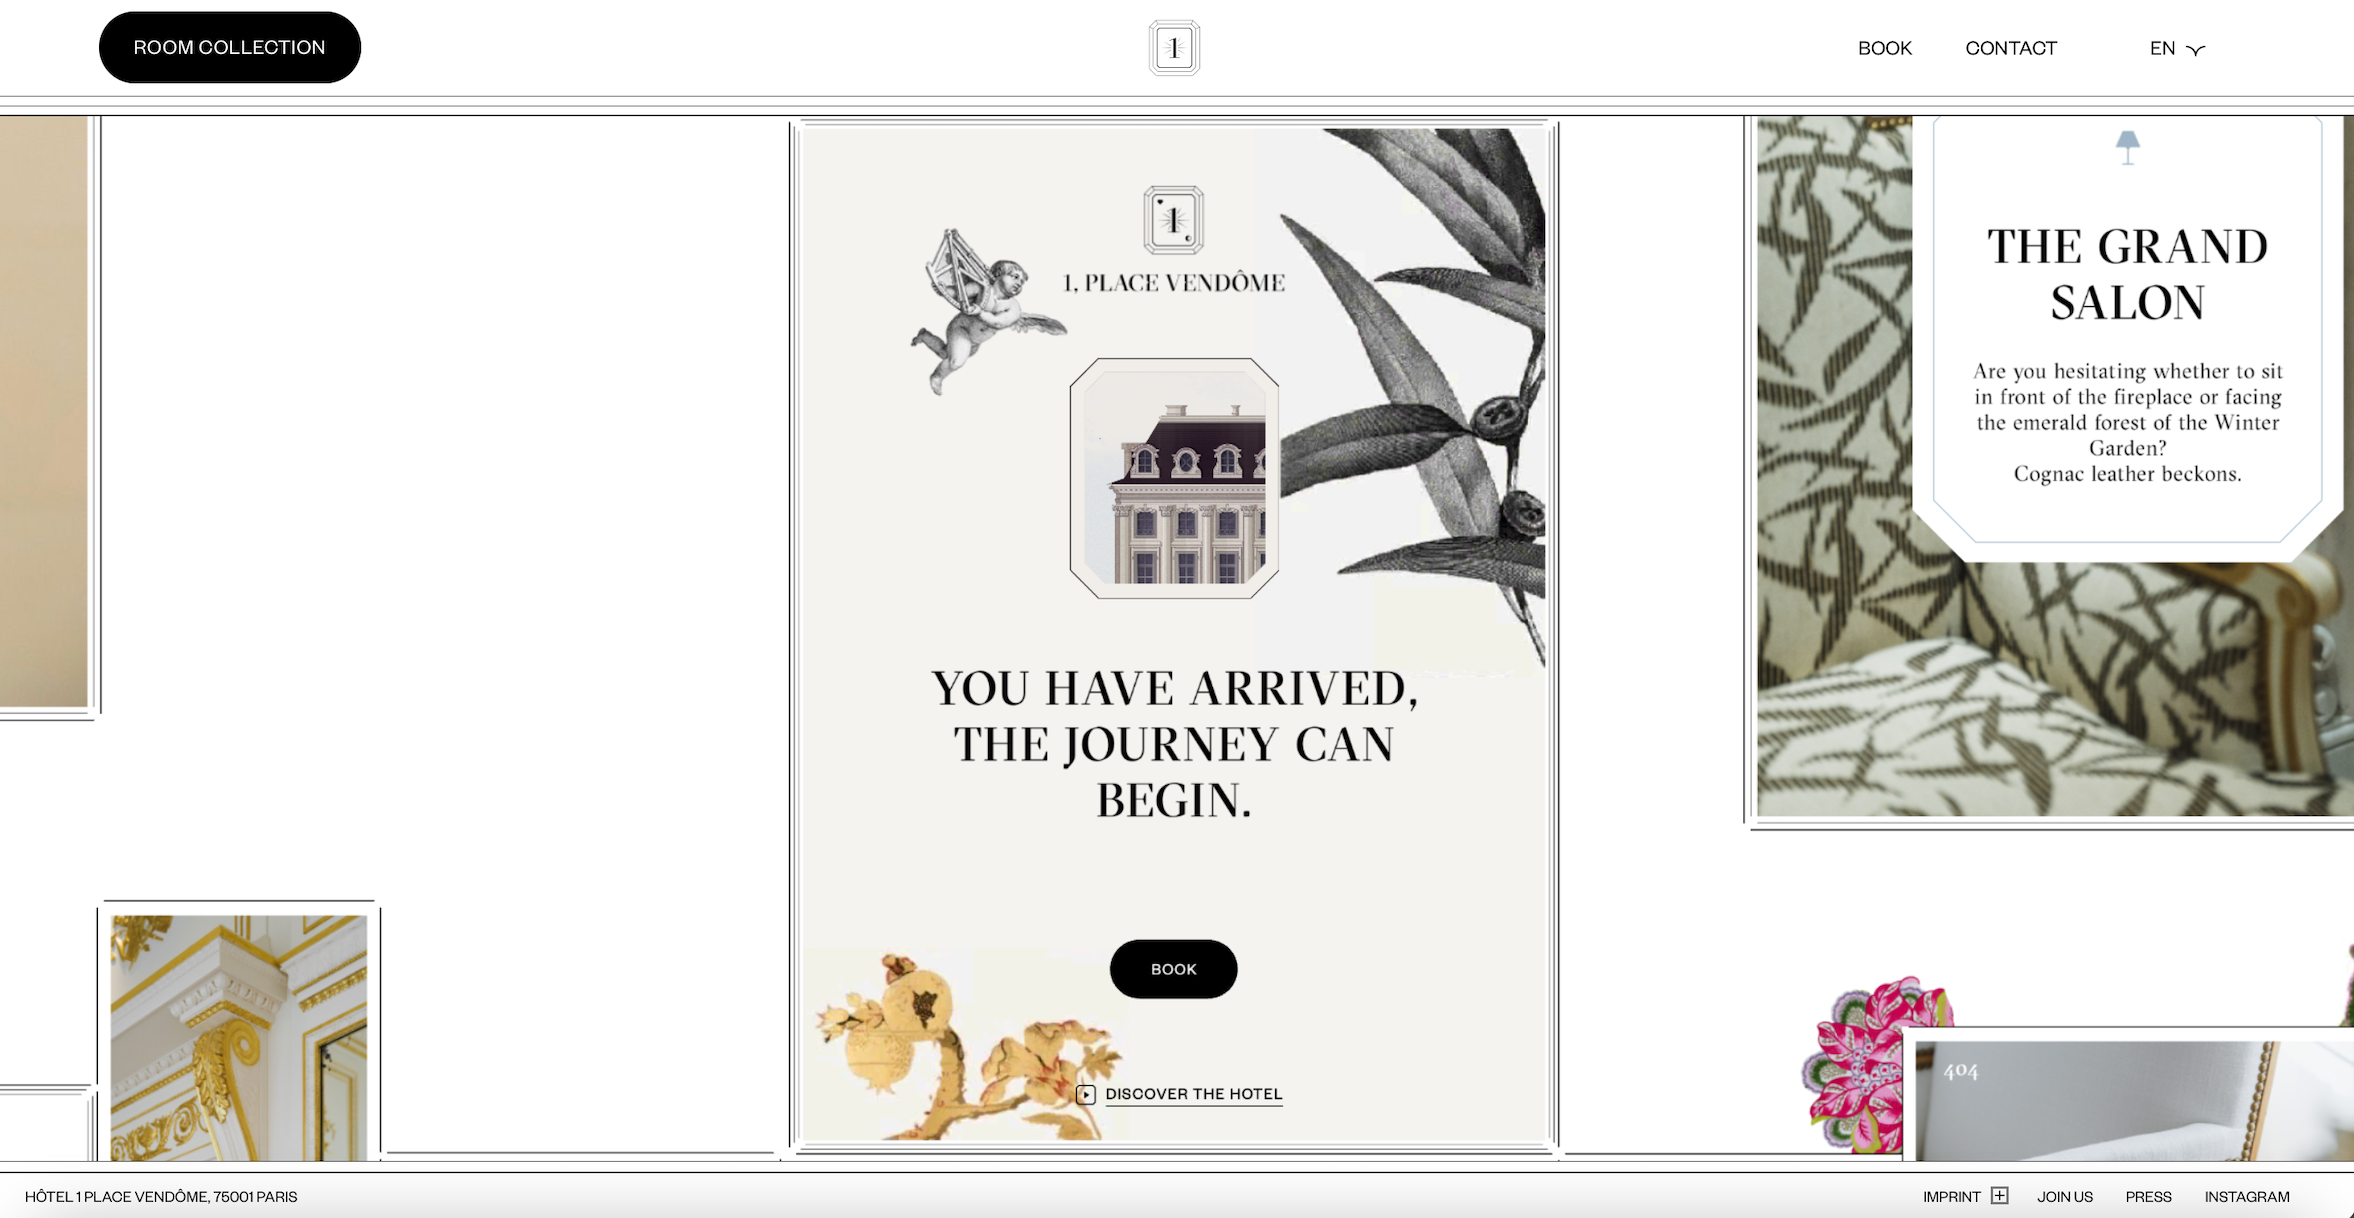 ROOM COLLECTION
1
BOOK
CONTACT
EN
1
1, PLACE VENDÔME
YOU HAVE ARRIVED,
THE JOURNEY CAN
BEGIN.
BOOK
DISCOVER THE HOTEL
THE GRAND
SALON
Are you hesitating whether to sit
in front of the fireplace or facing
the emerald forest of the Winter
Garden?
Cognac leather beckons.
404
HÔTEL 1 PLACE VENDÔME, 75001 PARIS
IMPRINT
JOIN US
PRESS
INSTAGRAM